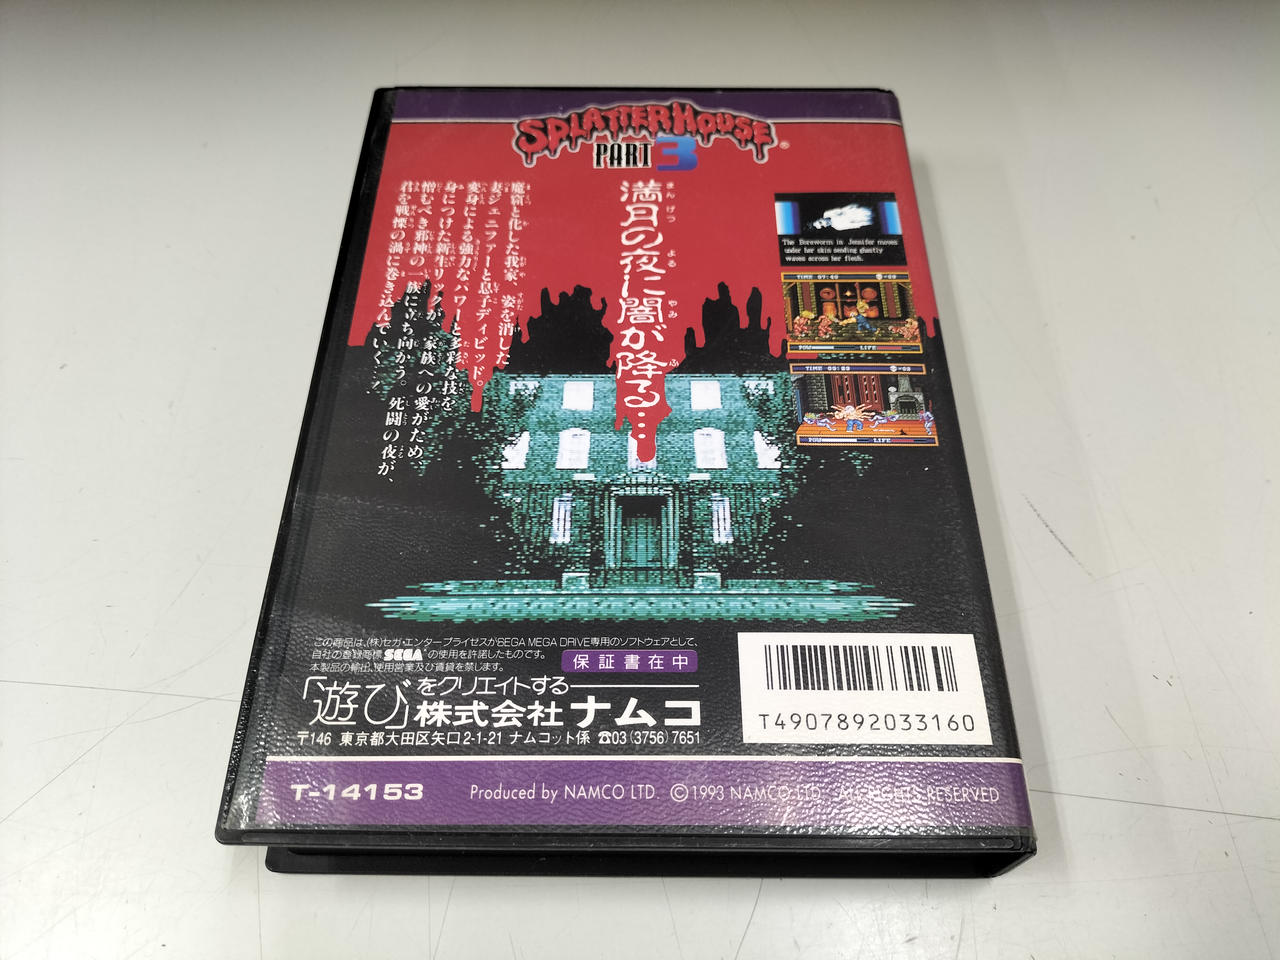 SPLATTERHOUSE
PART 3
満月の夜に闇が降る…
魔窟と化した我家、姿を消した
妻ジェニファーと息子ディビッド。
変身による強力なパワーと多彩な技を
身につけた新生リックが、家族への愛がため、
憎むべき邪神の一族に立ち向かう。死闘の夜が、
君を戦慄の渦に巻き込んでいく…!
The Boreworm in Jennifer moves
under her skin sending ghastly
waves across her flesh.
TIME
POW
LIFE
TIME
POW
LIFE
この商品は、(株)セガ・エンタープライゼスがSEGA MEGA DRIVE専用のソフトウェアとして、
自社の登録商標SEGAの使用を許諾したものです。
本製品の輸出、使用営業及び賃貸を禁じます。
保証書在中
「遊び」をクリエイトする
株式会社ナムコ
〒146 東京都大田区矢口2-1-21 ナムコット係 ☎03(3756)7651
T4907892033160
T-14153
Produced by NAMCO LTD. ©1993 NAMCO LTD., ALL RIGHTS RESERVED